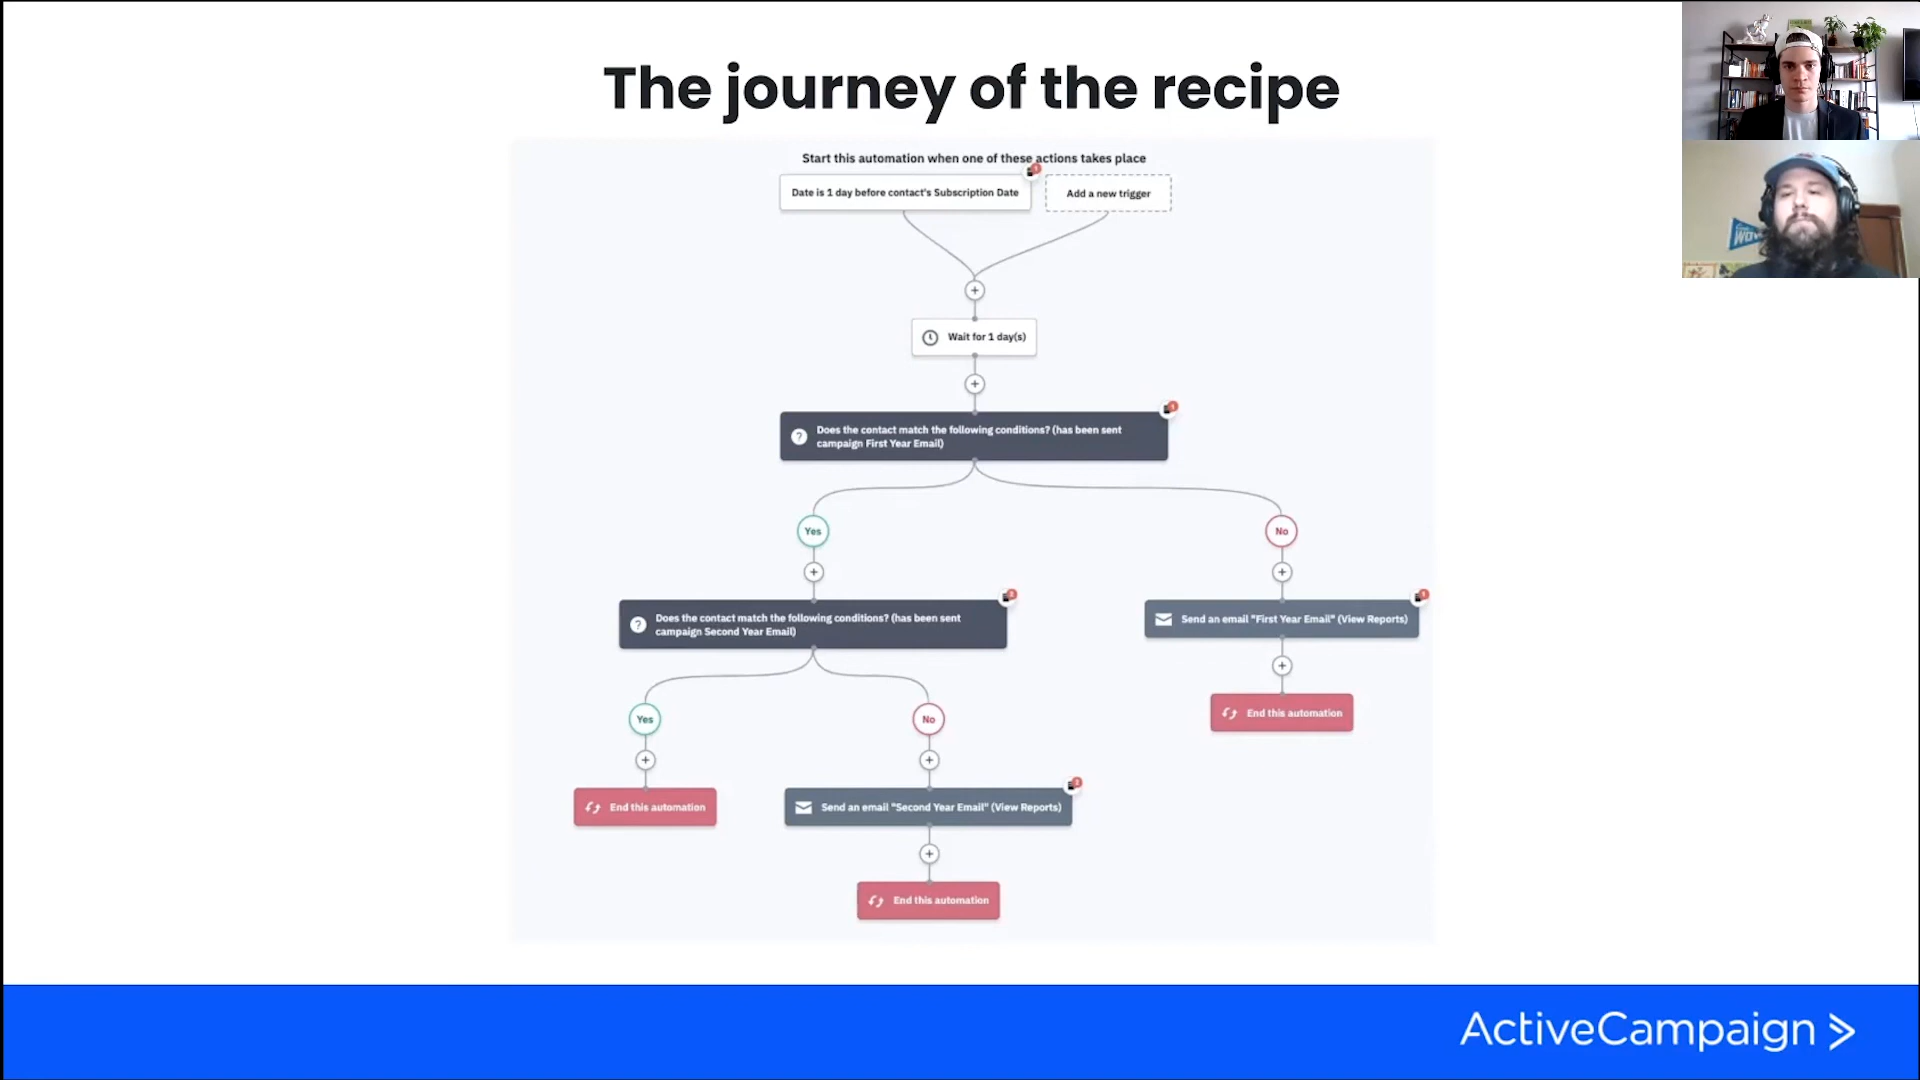 The journey of the recipe
Start this automation when one of these actions takes place
Date is 1 day before contact's Subscription Date
Add a new trigger
Wait for 1 day(s)
Does the contact match the following conditions? (has been sent
campaign First Year Email)
Yes
No
Does the contact match the following conditions? (has been sent
campaign Second Year Email)
Send an email "First Year Email" (View Reports)
End this automation
Yes
No
End this automation
Send an email "Second Year Email" (View Reports)
End this automation
ActiveCampaign